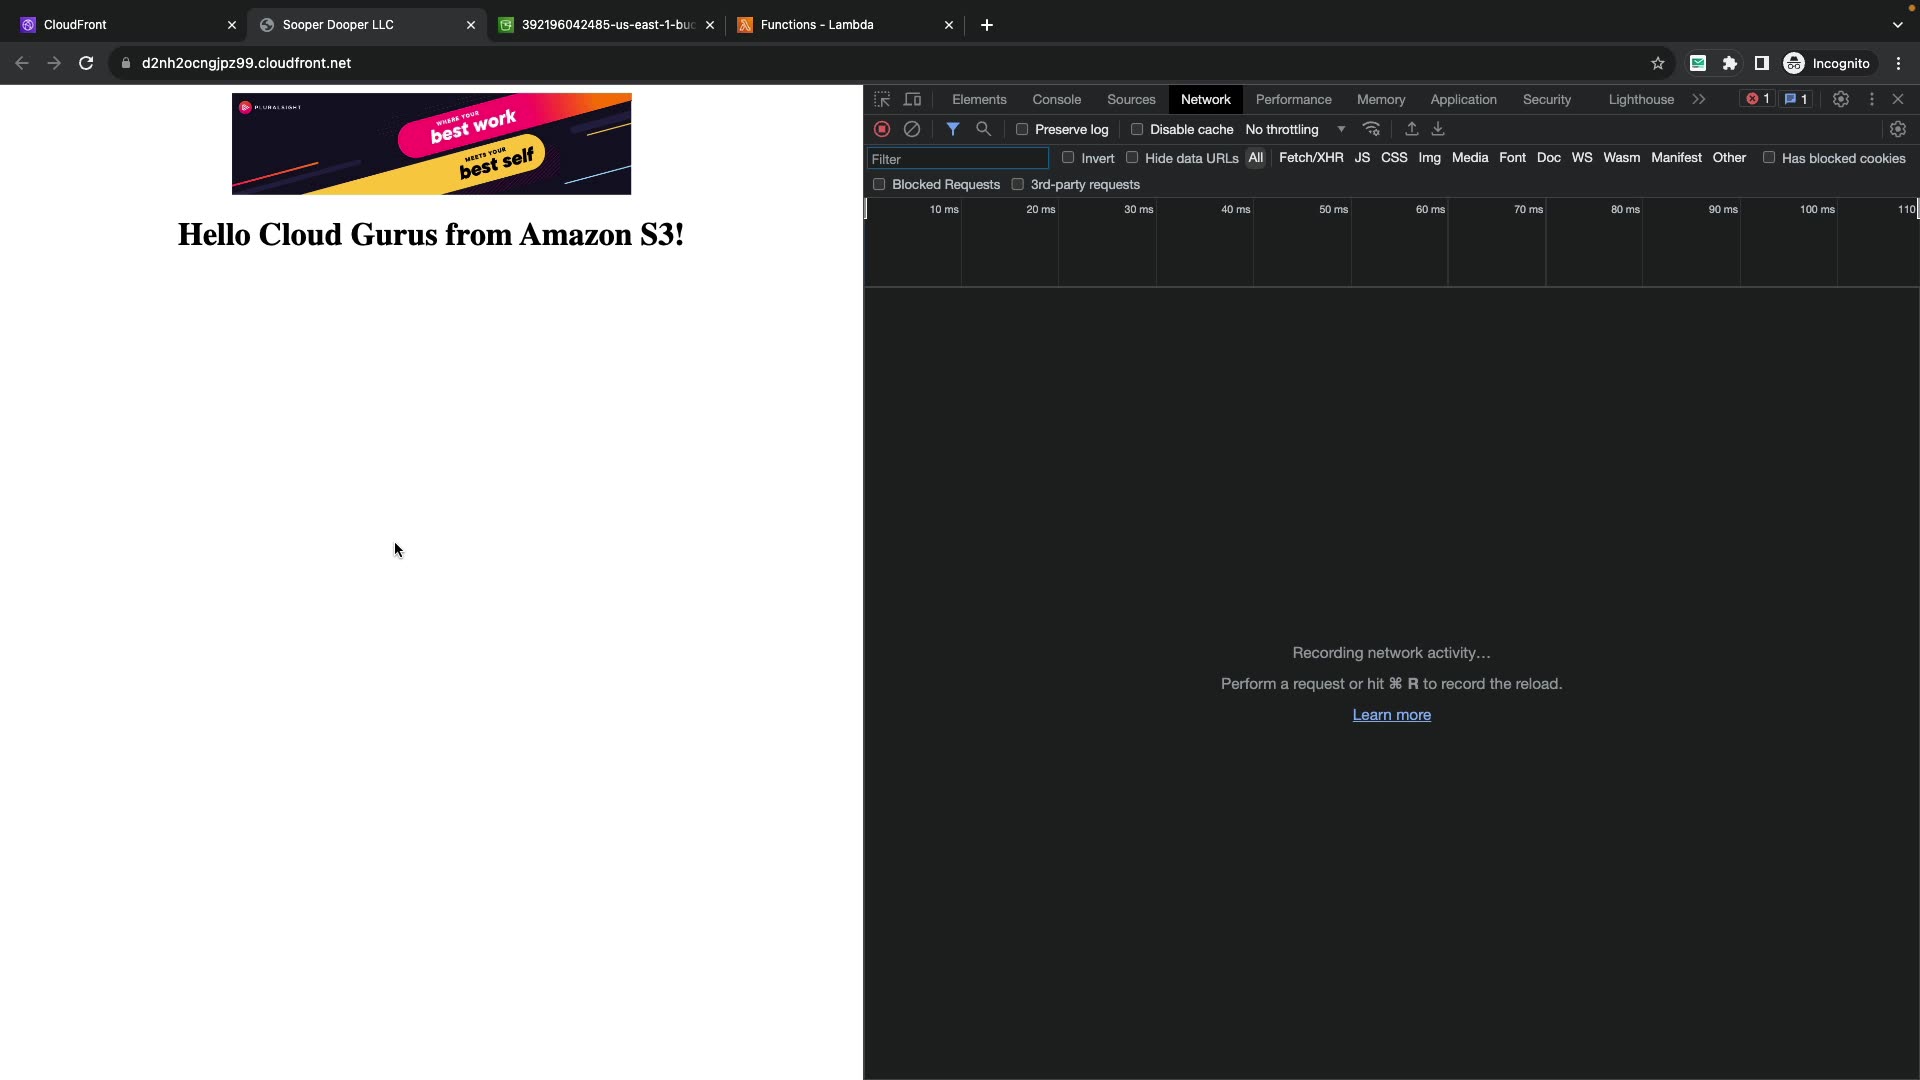 CloudFront
Sooper Dooper LLC
392196042485-us-east-1-buc
Functions - Lambda
d2nh2ocngjpz99.cloudfront.net
Incognito
PLURALSIGHT
WHERE YOUR
best work
MEETS YOUR
best self
Hello Cloud Gurus from Amazon S3!
Elements Console Sources Network Performance Memory Application Security Lighthouse 1 1
Preserve log Disable cache No throttling
Filter Invert Hide data URLs All Fetch/XHR JS CSS Img Media Font Doc WS Wasm Manifest Other Has blocked cookies
Blocked Requests 3rd-party requests
10 ms 20 ms 30 ms 40 ms 50 ms 60 ms 70 ms 80 ms 90 ms 100 ms 110
Recording network activity…
Perform a request or hit ⌘ R to record the reload.
Learn more